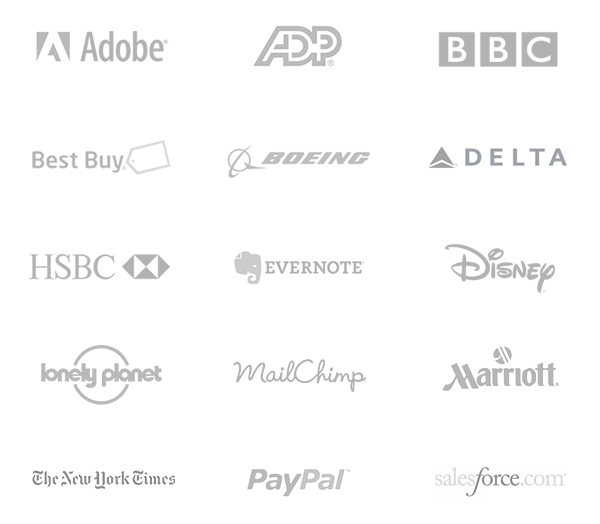 Adobe®
ADP®
BBC
Best Buy®
BOEING
DELTA
HSBC
EVERNOTE
Disney
lonely planet
MailChimp
Marriott®
The New York Times
PayPal™
salesforce.com®